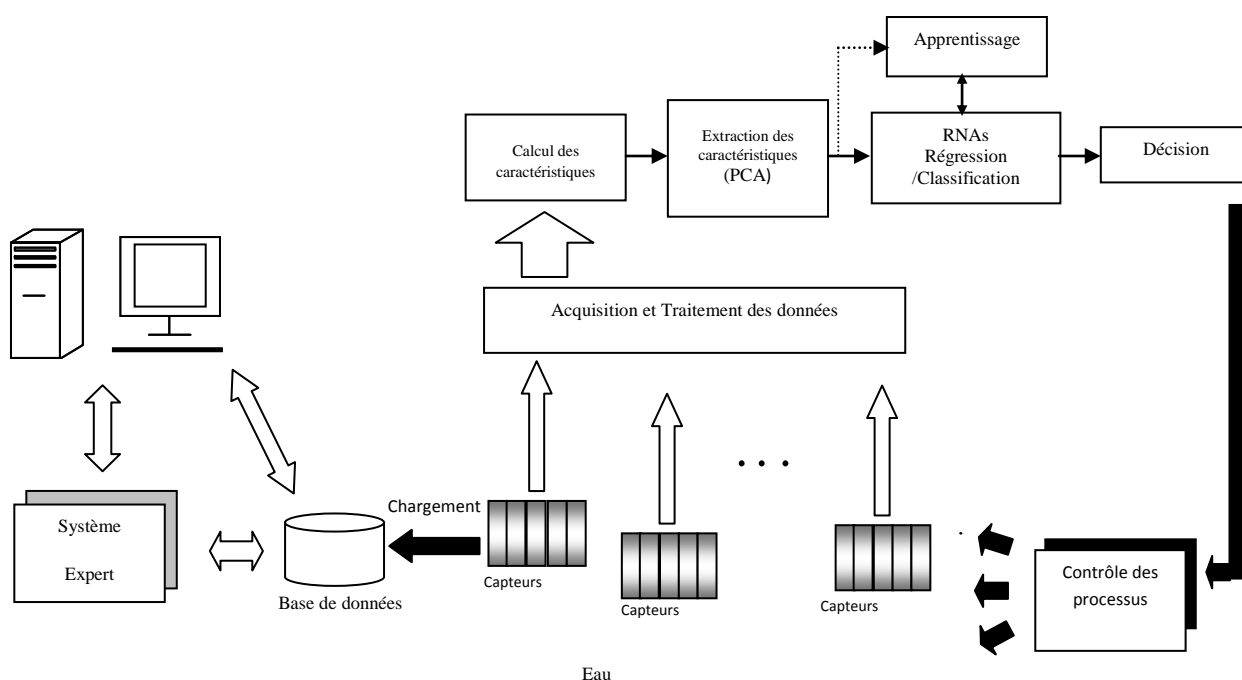 Apprentissage
Calcul des
caractéristiques
Extraction des
caractéristiques
(PCA)
RNAs
Régression
/Classification
Décision
Acquisition et Traitement des données
Chargement
Système
Expert
Base de données
Capteurs
Capteurs
Capteurs
. . .
Contrôle des
processus
Eau